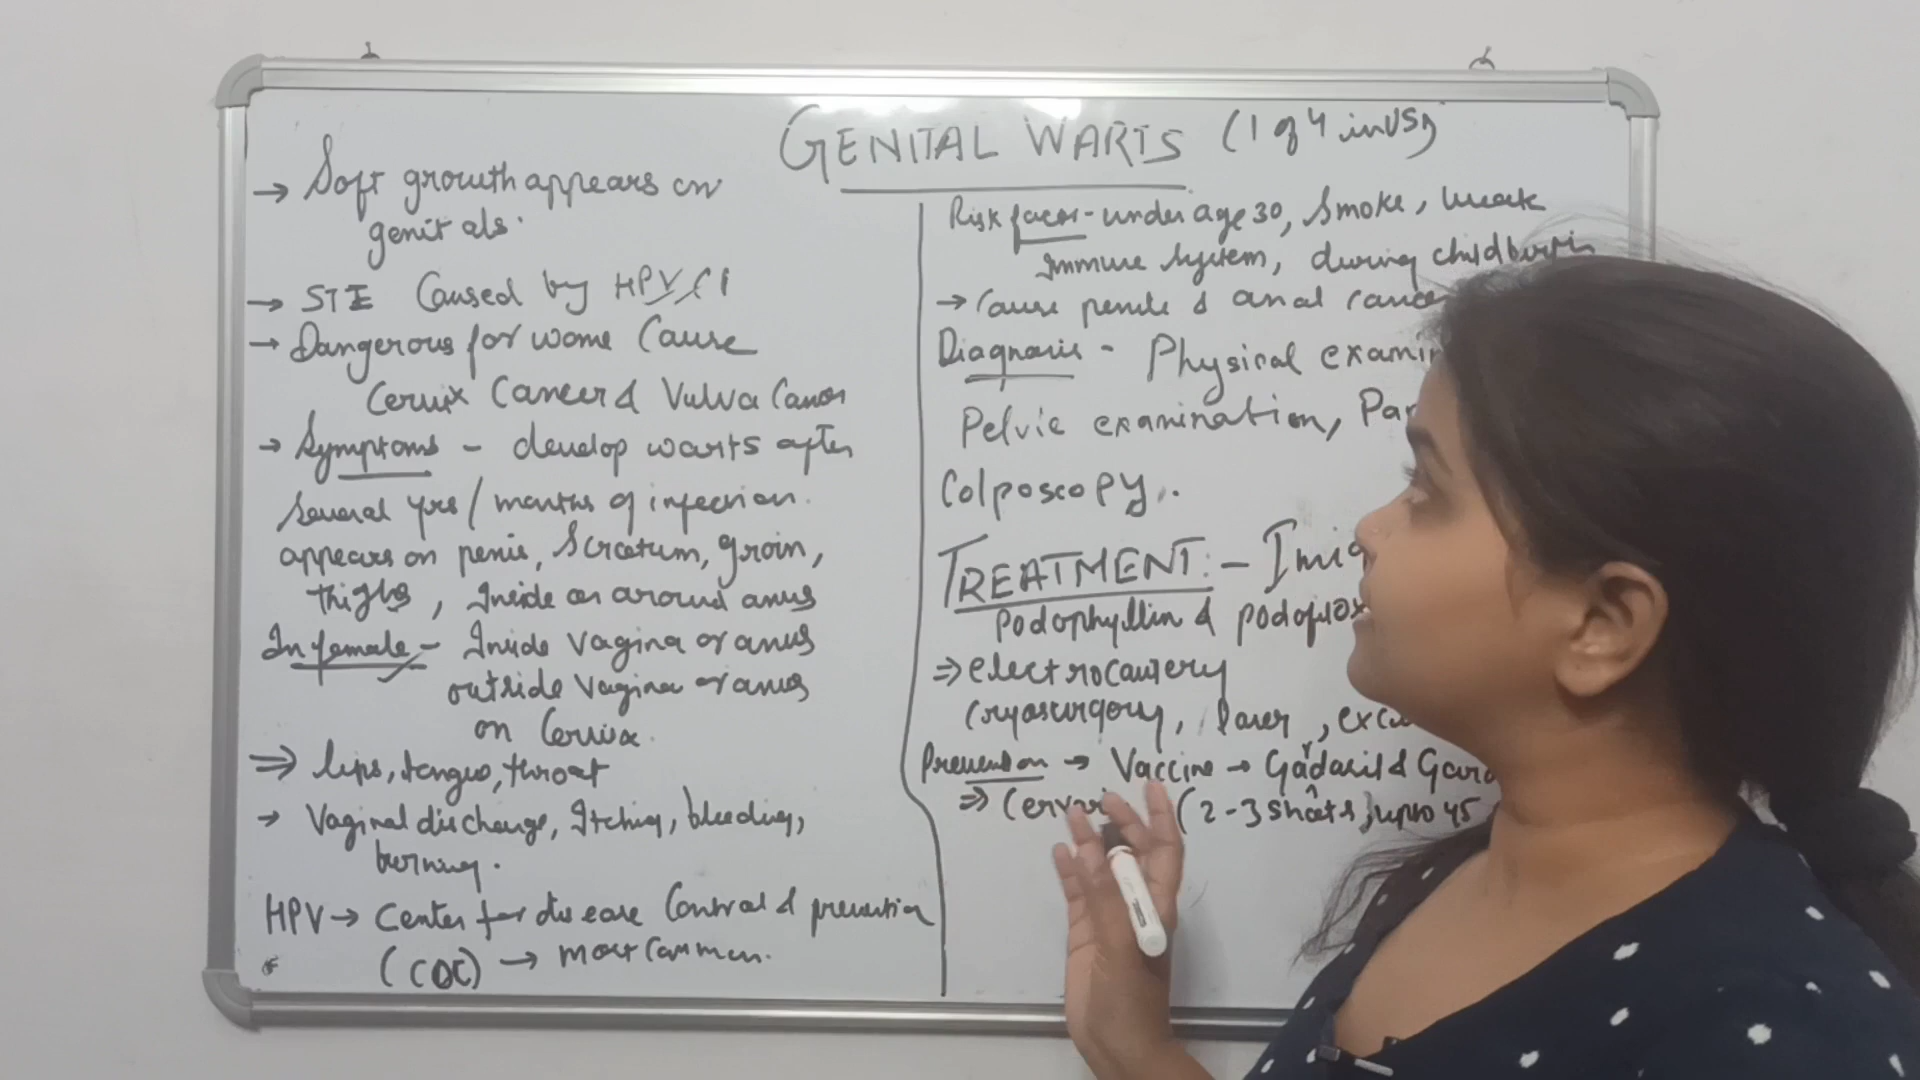 GENITAL WARTS (1 of 4 in US)
→ Soft growth appears on
genitals.
→ STI Caused by HPV
→ Dangerous for wome Cause
Cervix Cancer & Vulva Cancer
→ Symptoms - develop warts after
Several yrs / months of infection.
appears on penis, Scrotum, groin,
thighs, Inside or around anus
In female - Inside Vagina or anus
outside Vagina or anus
on Cervix.
⇒ lips, tongue, throat
→ Vaginal discharge, Itching, bleeding,
burning.
HPV → Center for disease Control & prevention
(CDC) → most Common.
Risk factor - under age 30, Smoke, Weak
Immune System, during childbirth
→ Cause penile & anal cancer
Diagnosis - Physical examin
Pelvic examination, Pap
Colposcopy.
TREATMENT :- Imiq
Podophyllin & podofilox
⇒ electrocautery
Cryosurgery, laser, exci
Prevention → Vaccine → Gardasil & Gard
⇒ Cervari (2-3 Shots, upto 45